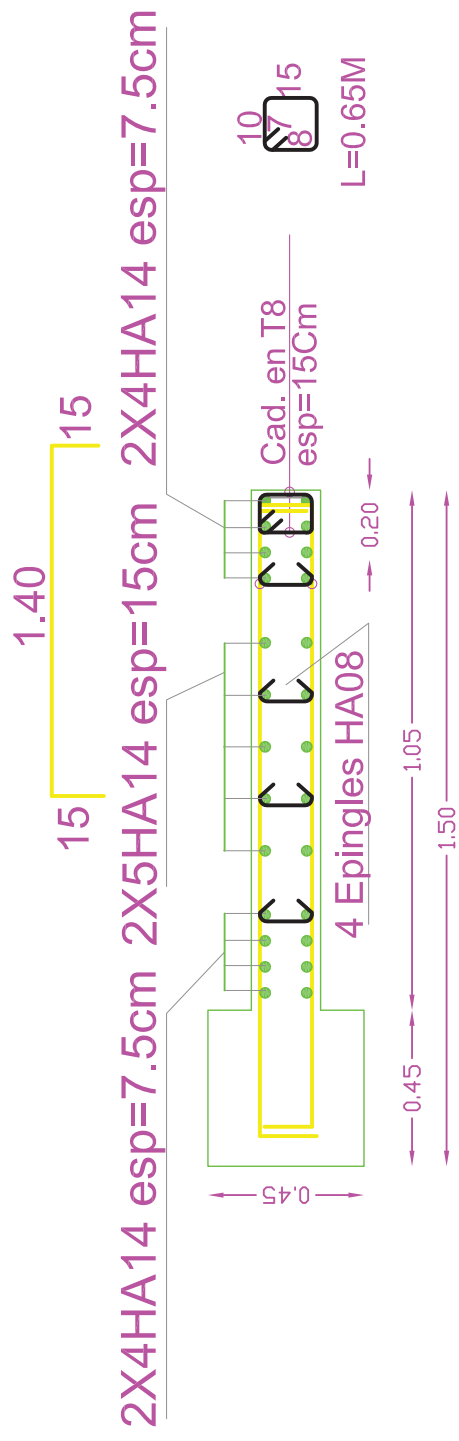 1.40
15
15
2X4HA14 esp=7.5cm
2X5HA14 esp=15cm
2X4HA14 esp=7.5cm
10
15
7
8
L=0.65M
Cad. en T8
esp=15Cm
4 Epingles HA08
0.20
1.05
0.45
1.50
0.45